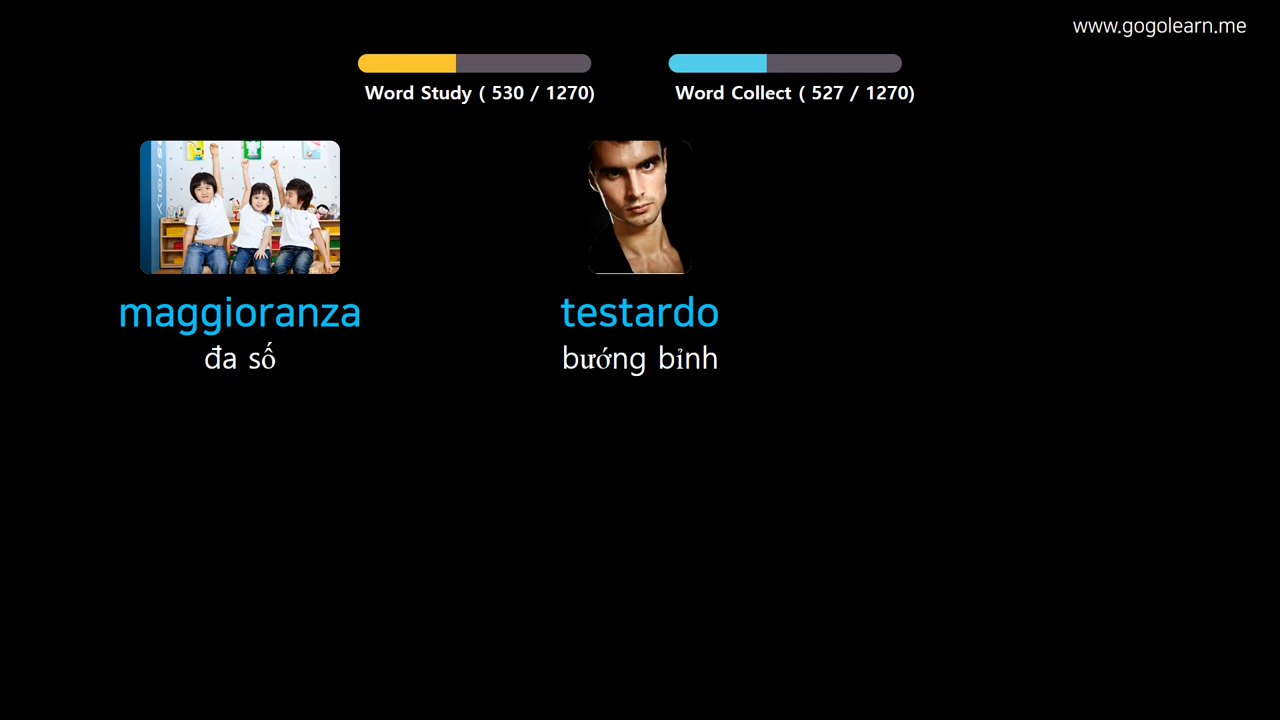 www.gogolearn.me
Word Study ( 530 / 1270)
Word Collect ( 527 / 1270)
maggioranza
đa số
testardo
bướng bỉnh